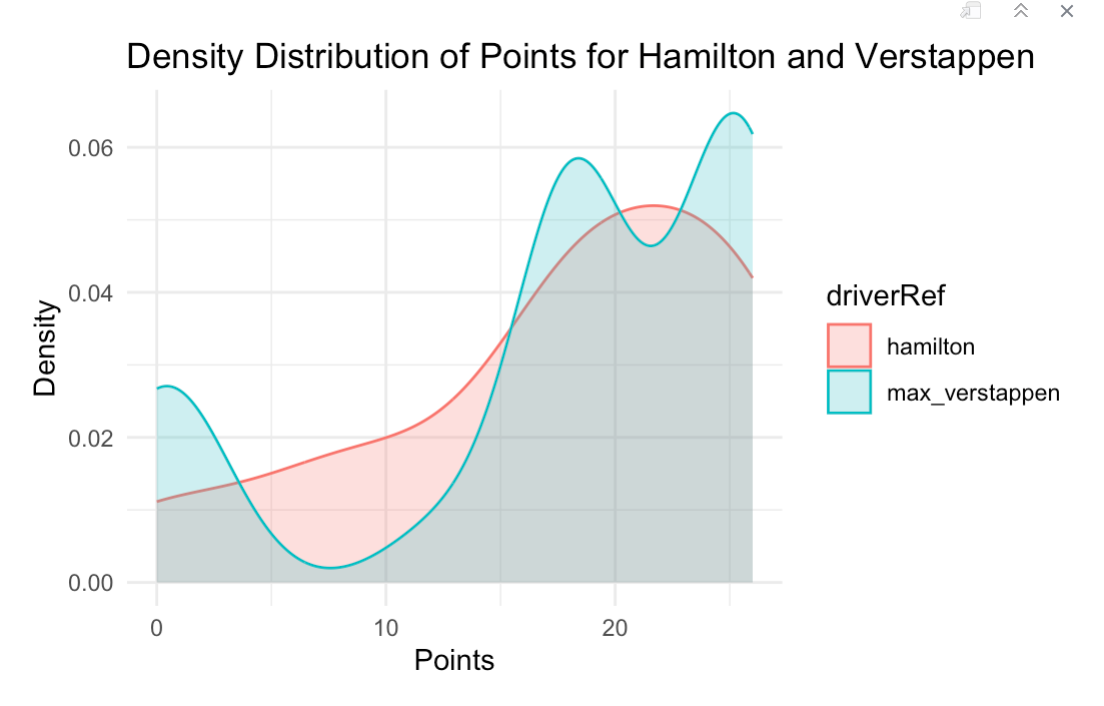 Density Distribution of Points for Hamilton and Verstappen
0.06
0.04
0.02
0.00
Density
0
10
20
Points
driverRef
hamilton
max_verstappen